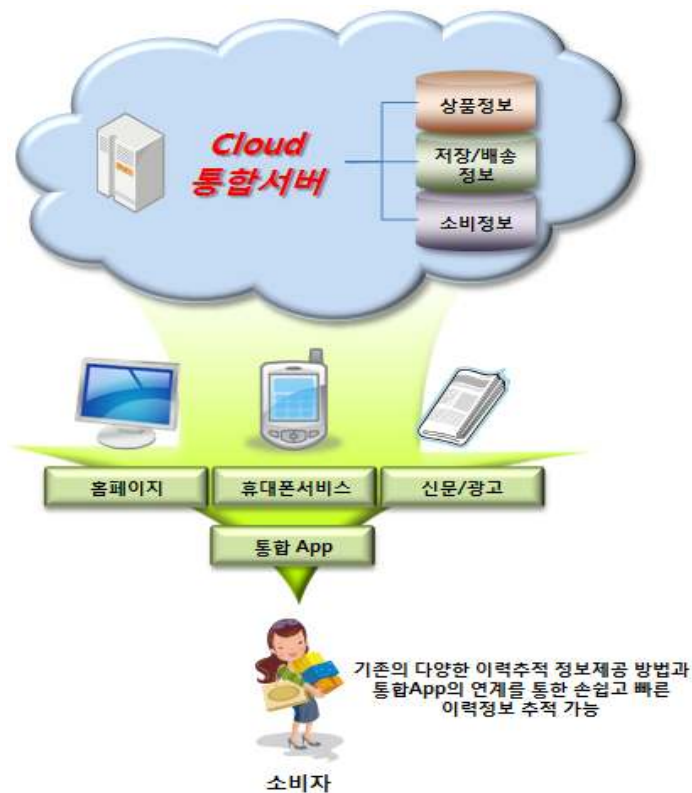 상품정보
Cloud
통합서버
저장/배송
정보
소비정보
홈페이지
휴대폰서비스
신문/광고
통합 App
기존의 다양한 이력추적 정보제공 방법과
통합App의 연계를 통한 손쉽고 빠른
이력정보 추적 가능
소비자